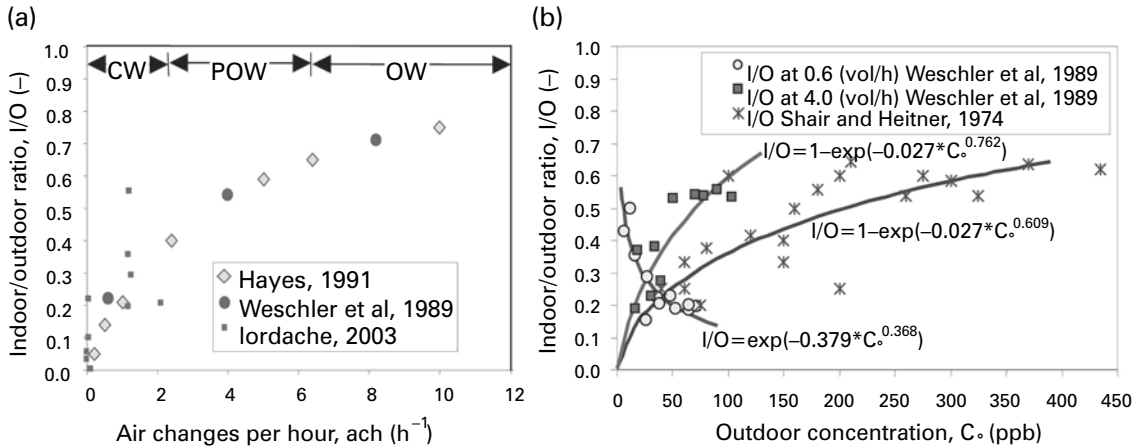 (a)
Indoor/outdoor ratio, I/O (–)
1.0
0.9
0.8
0.7
0.6
0.5
0.4
0.3
0.2
0.1
0.0
CW
POW
OW
Hayes, 1991
Weschler et al, 1989
Iordache, 2003
0 2 4 6 8 10 12
Air changes per hour, ach (h⁻¹)
(b)
Indoor/outdoor ratio, I/O (–)
1.0
0.9
0.8
0.7
0.6
0.5
0.4
0.3
0.2
0.1
0.0
I/O at 0.6 (vol/h) Weschler et al, 1989
I/O at 4.0 (vol/h) Weschler et al, 1989
I/O Shair and Heitner, 1974
I/O=1–exp(–0.027*C₀^0.762)
I/O=1–exp(–0.027*C₀^0.609)
I/O=exp(–0.379*C₀^0.368)
0 50 100 150 200 250 300 350 400 450
Outdoor concentration, C₀ (ppb)